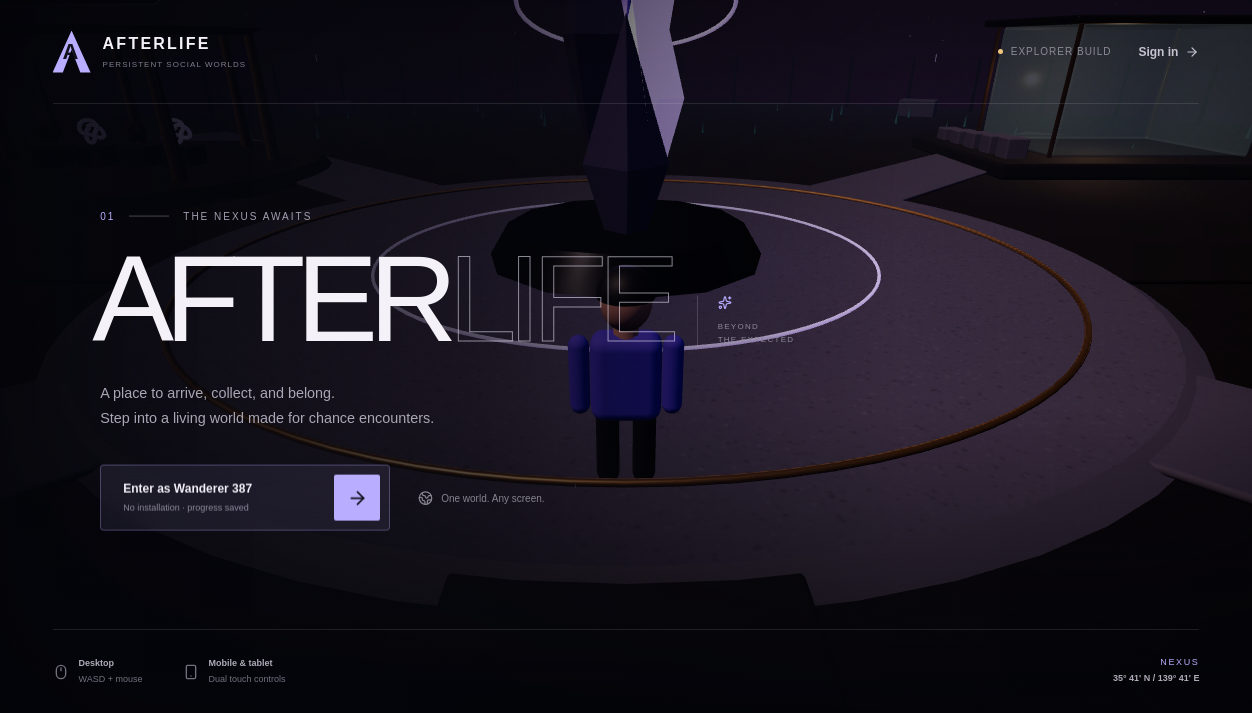 AFTERLIFE
PERSISTENT SOCIAL WORLDS
EXPLORER BUILD
Sign in
01
THE NEXUS AWAITS
AFTERLIFE
BEYOND
THE EXPECTED
A place to arrive, collect, and belong.
Step into a living world made for chance encounters.
Enter as Wanderer 387
No installation · progress saved
One world. Any screen.
Desktop
WASD + mouse
Mobile & tablet
Dual touch controls
NEXUS
35° 41' N / 139° 41' E